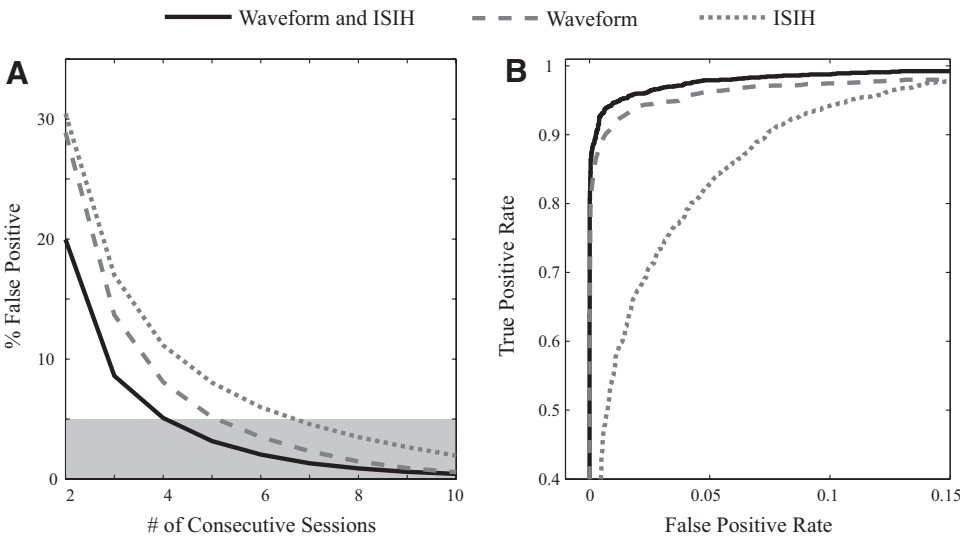 Waveform and ISIH
Waveform
ISIH
A
% False Positive
30
20
10
0
2
4
6
8
10
# of Consecutive Sessions
B
True Positive Rate
1
0.9
0.8
0.7
0.6
0.5
0.4
0
0.05
0.1
0.15
False Positive Rate